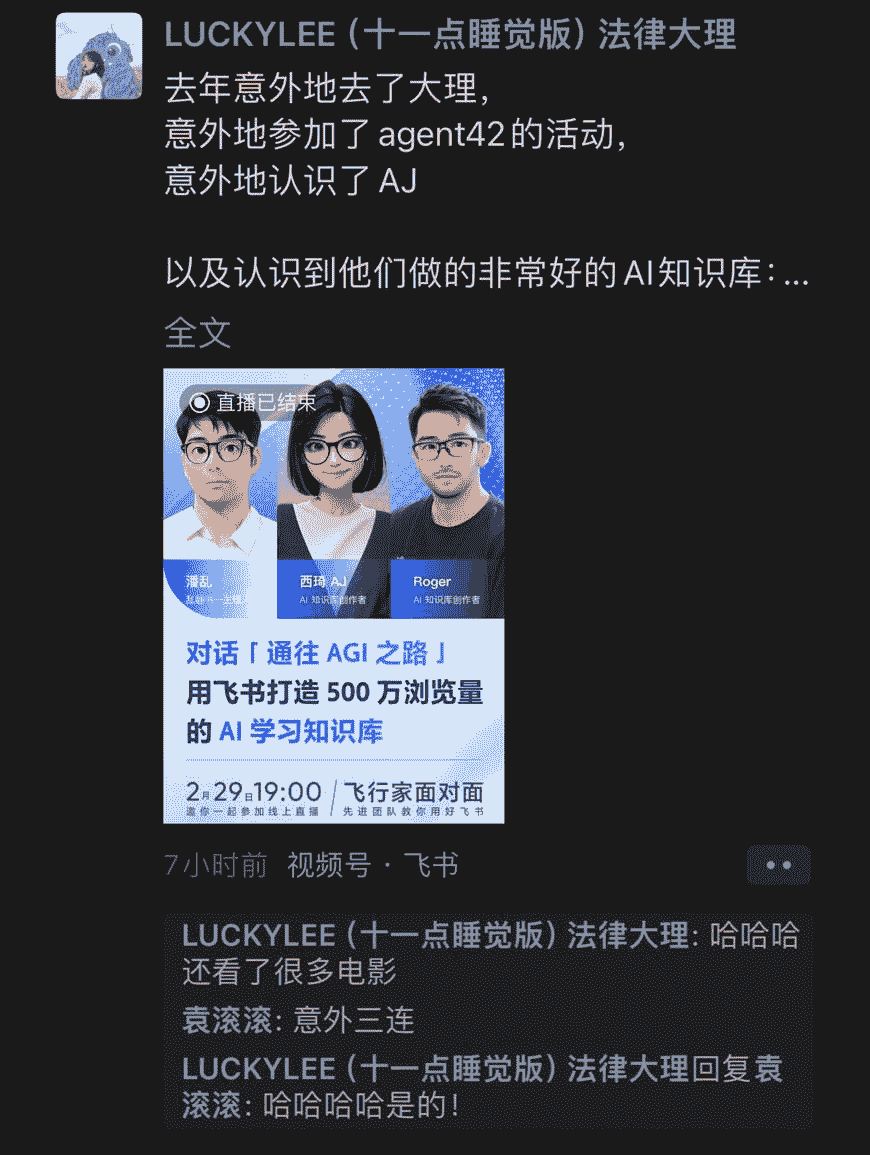 LUCKYLEE（十一点睡觉版）法律大理
去年意外地去了大理，
意外地参加了agent42的活动，
意外地认识了AJ
以及认识到他们做的非常好的AI知识库：...
全文
直播已结束
潘乱
西琦 AJ
AI 知识库创作者
Roger
AI 知识库创作者
对话「通往 AGI 之路」
用飞书打造 500 万浏览量
的 AI 学习知识库
2月29日19:00
邀你一起参加线上直播
飞行家面对面
先进团队教你用好飞书
7小时前 视频号 · 飞书
LUCKYLEE（十一点睡觉版）法律大理: 哈哈哈
还看了很多电影
袁滚滚: 意外三连
LUCKYLEE（十一点睡觉版）法律大理回复袁
滚滚: 哈哈哈哈是的！